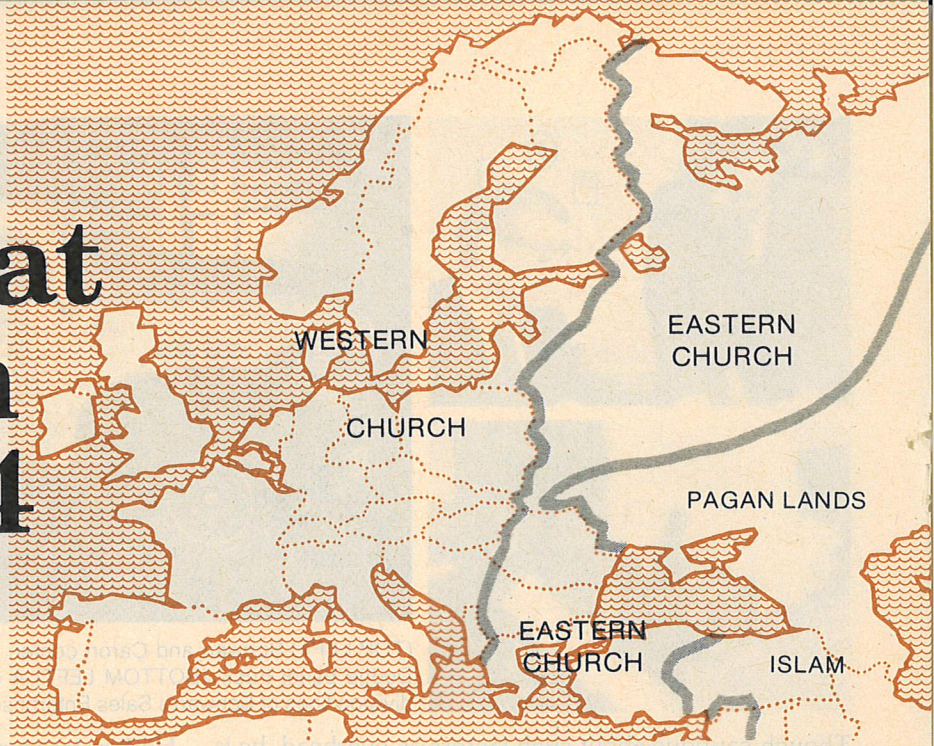 at
WESTERN
CHURCH
EASTERN
CHURCH
PAGAN LANDS
EASTERN
CHURCH
ISLAM